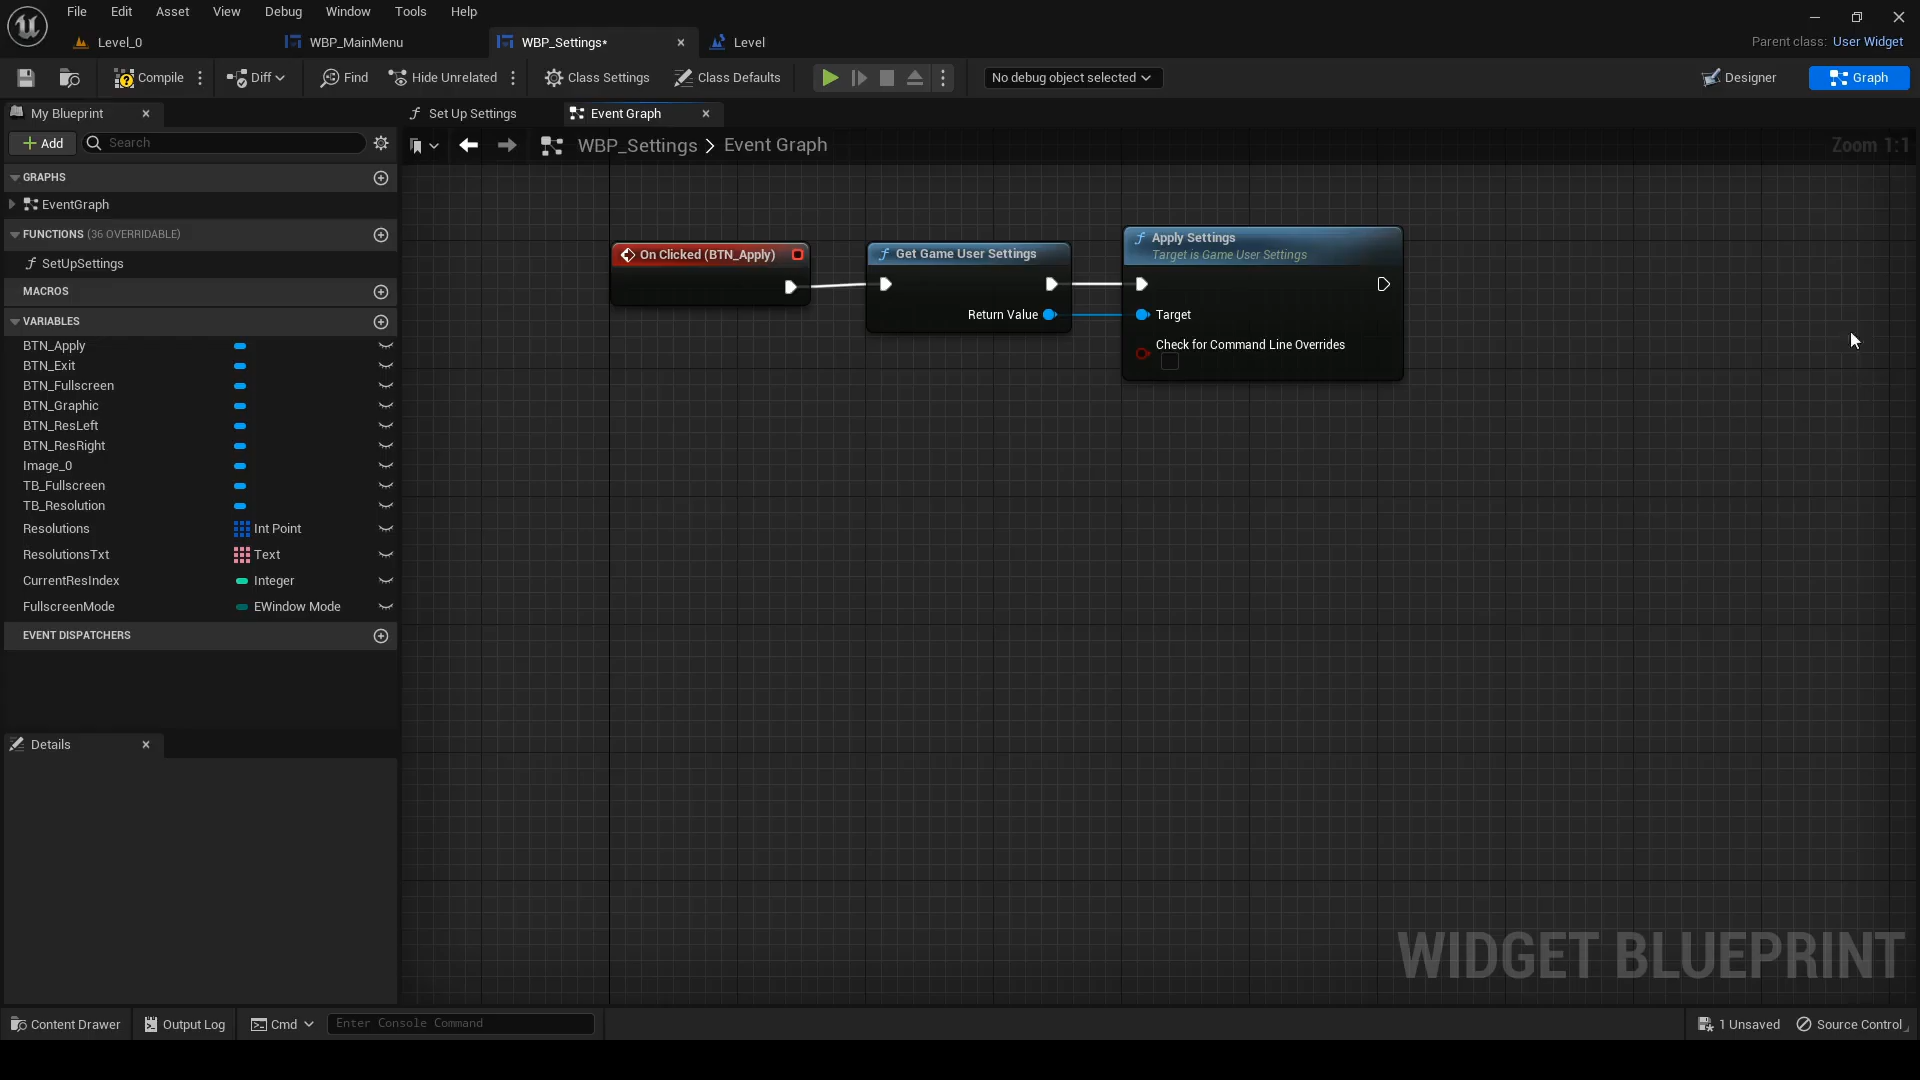 File Edit Asset View Debug Window Tools Help
Level_0 WBP_MainMenu WBP_Settings* Level
Parent class: User Widget
Compile Diff Find Hide Unrelated Class Settings Class Defaults No debug object selected Designer Graph
My Blueprint Set Up Settings Event Graph
Add Search WBP_Settings > Event Graph Zoom 1:1
GRAPHS
EventGraph
FUNCTIONS (36 OVERRIDABLE)
SetUpSettings
MACROS
VARIABLES
BTN_Apply
BTN_Exit
BTN_Fullscreen
BTN_Graphic
BTN_ResLeft
BTN_ResRight
Image_0
TB_Fullscreen
TB_Resolution
Resolutions Int Point
ResolutionsTxt Text
CurrentResIndex Integer
FullscreenMode EWindow Mode
EVENT DISPATCHERS
Details
On Clicked (BTN_Apply)
Get Game User Settings
Return Value
Apply Settings
Target is Game User Settings
Target
Check for Command Line Overrides
WIDGET BLUEPRINT
Content Drawer Output Log Cmd Enter Console Command 1 Unsaved Source Control